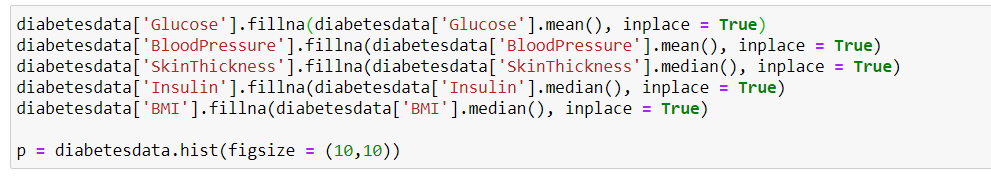 diabetesdata['Glucose'].fillna(diabetesdata['Glucose'].mean(), inplace = True)
diabetesdata['BloodPressure'].fillna(diabetesdata['BloodPressure'].mean(), inplace = True)
diabetesdata['SkinThickness'].fillna(diabetesdata['SkinThickness'].median(), inplace = True)
diabetesdata['Insulin'].fillna(diabetesdata['Insulin'].median(), inplace = True)
diabetesdata['BMI'].fillna(diabetesdata['BMI'].median(), inplace = True)
p = diabetesdata.hist(figsize = (10,10))